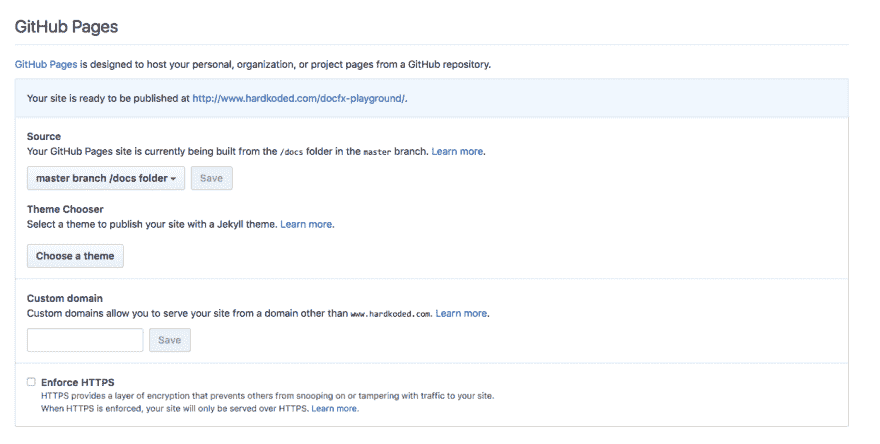 GitHub Pages
GitHub Pages is designed to host your personal, organization, or project pages from a GitHub repository.
Your site is ready to be published at http://www.hardkoded.com/docfx-playground/.
Source
Your GitHub Pages site is currently being built from the /docs folder in the master branch. Learn more.
master branch /docs folder
Save
Theme Chooser
Select a theme to publish your site with a Jekyll theme. Learn more.
Choose a theme
Custom domain
Custom domains allow you to serve your site from a domain other than www.hardkoded.com. Learn more.
Save
Enforce HTTPS
HTTPS provides a layer of encryption that prevents others from snooping on or tampering with traffic to your site.
When HTTPS is enforced, your site will only be served over HTTPS. Learn more.